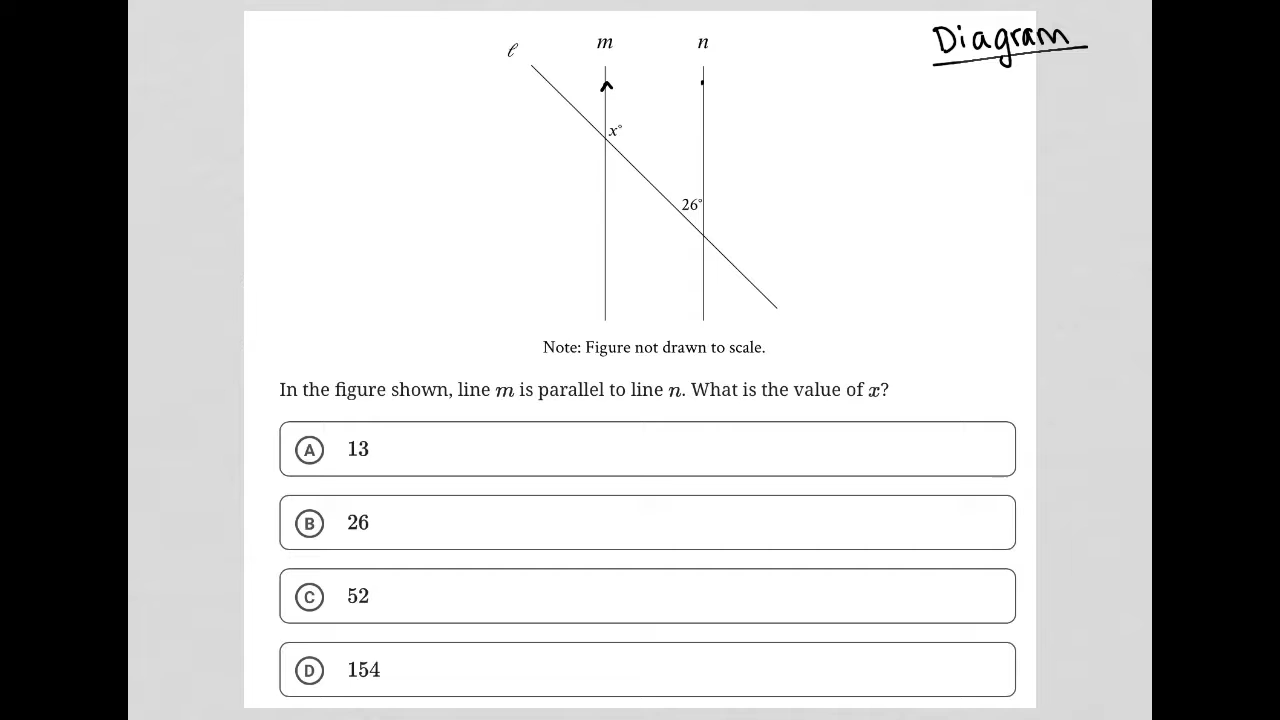 Diagram
ℓ
m
n
x°
26°
Note: Figure not drawn to scale.
In the figure shown, line m is parallel to line n. What is the value of x?
A 13
B 26
C 52
D 154